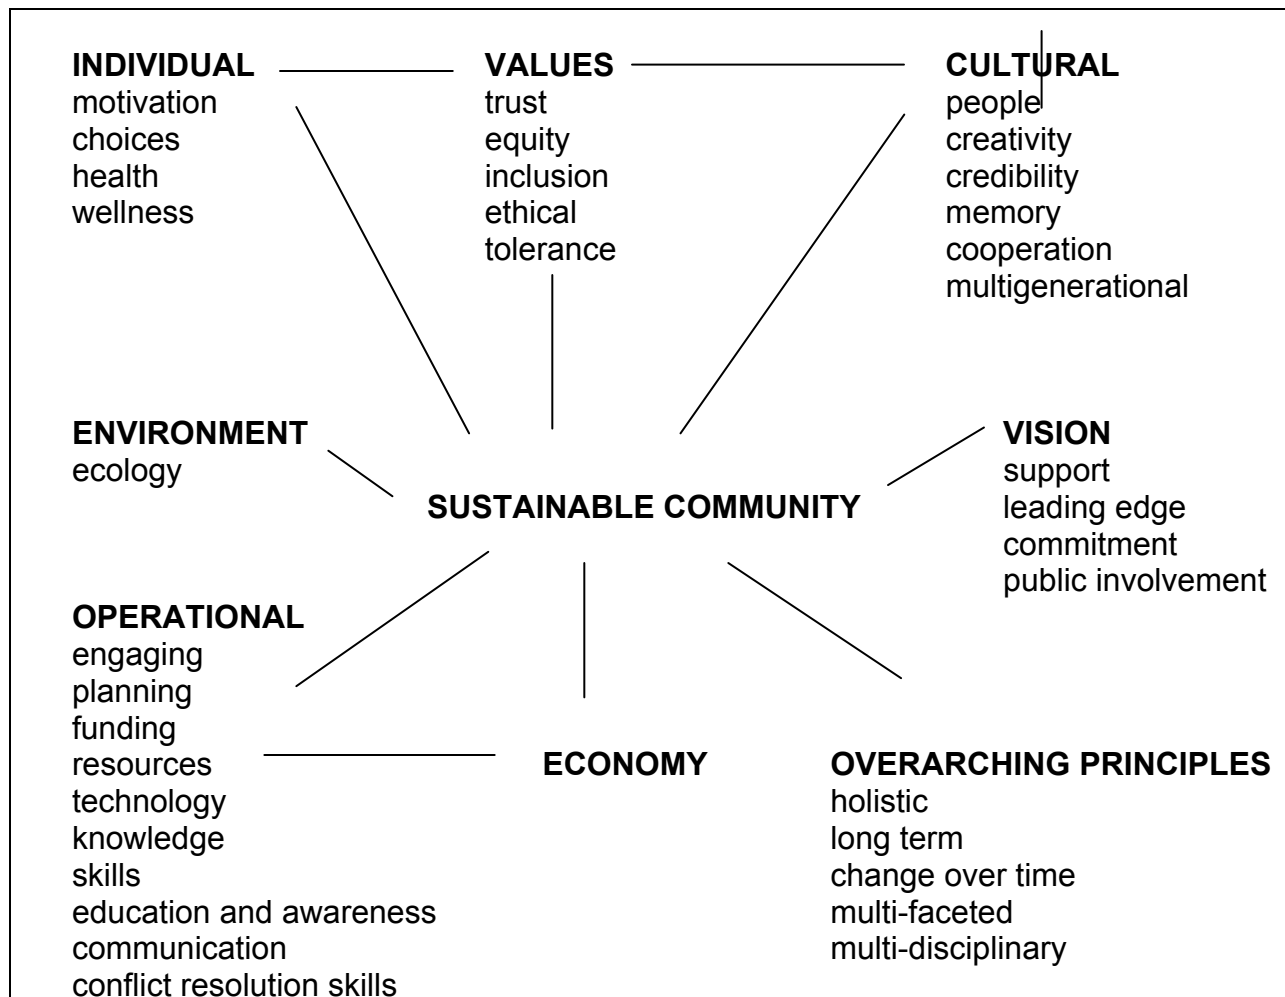 INDIVIDUAL
motivation
choices
health
wellness
VALUES
trust
equity
inclusion
ethical
tolerance
CULTURAL
people
creativity
credibility
memory
cooperation
multigenerational
ENVIRONMENT
ecology
SUSTAINABLE COMMUNITY
VISION
support
leading edge
commitment
public involvement
OPERATIONAL
engaging
planning
funding
resources
technology
knowledge
skills
education and awareness
communication
conflict resolution skills
ECONOMY
OVERARCHING PRINCIPLES
holistic
long term
change over time
multi-faceted
multi-disciplinary